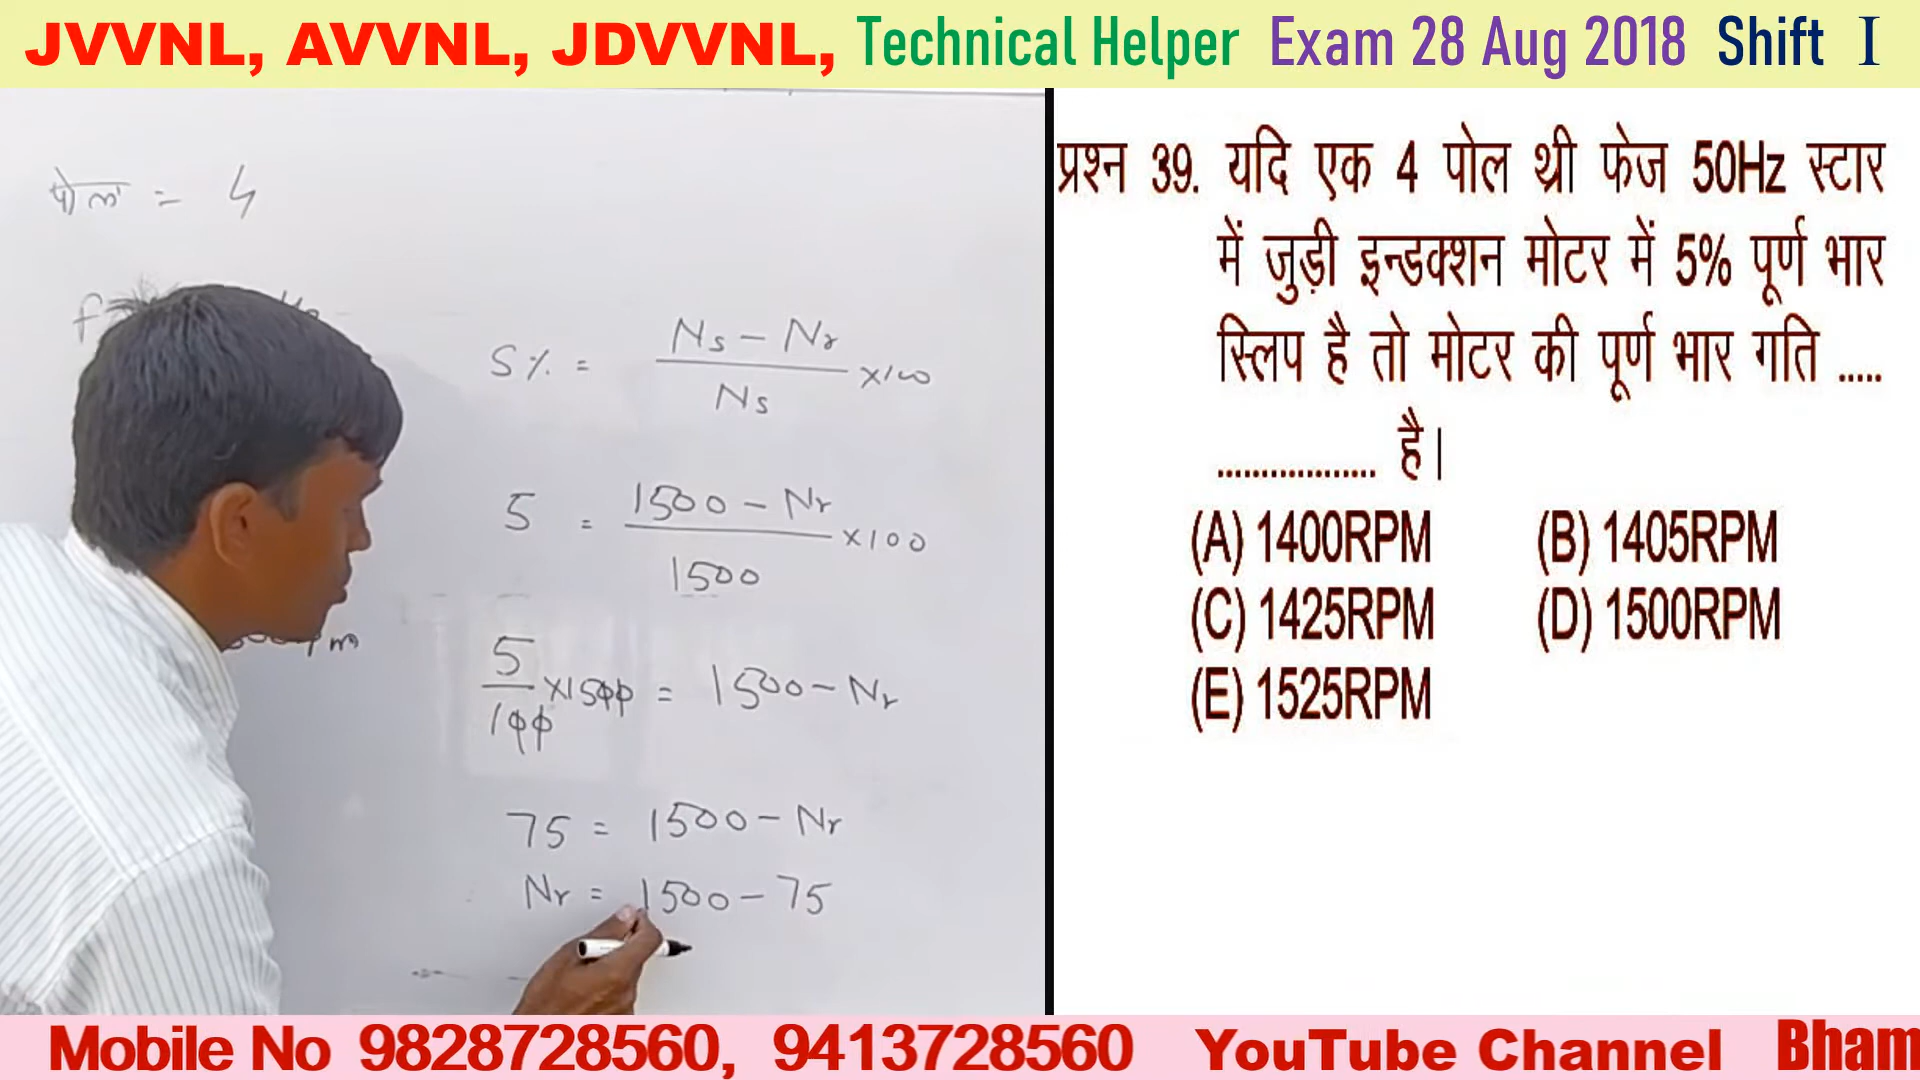 JVVNL, AVVNL, JDVVNL, Technical Helper Exam 28 Aug 2018 Shift I
पोल = 4
S% = Ns - Nr / Ns ×100
5 = 1500 - Nr / 1500 ×100
5/100 ×1500 = 1500 - Nr
75 = 1500 - Nr
Nr = 1500 - 75
प्रश्न 39. यदि एक 4 पोल थ्री फेज 50Hz स्टार
में जुड़ी इन्डक्शन मोटर में 5% पूर्ण भार
स्लिप है तो मोटर की पूर्ण भार गति .....
.................. है।
(A) 1400RPM (B) 1405RPM
(C) 1425RPM (D) 1500RPM
(E) 1525RPM
Mobile No 9828728560, 9413728560 YouTube Channel Bham